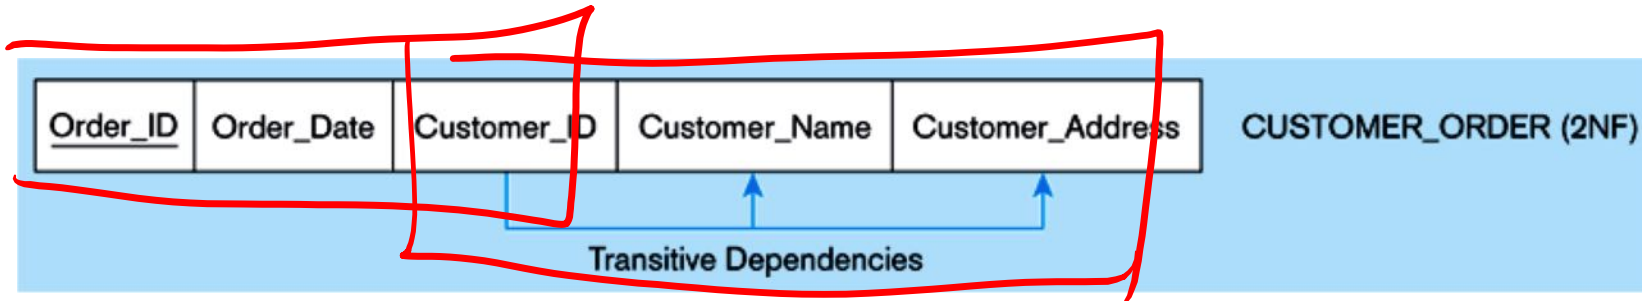 Order_ID Order_Date Customer_ID Customer_Name Customer_Address CUSTOMER_ORDER (2NF)
Transitive Dependencies